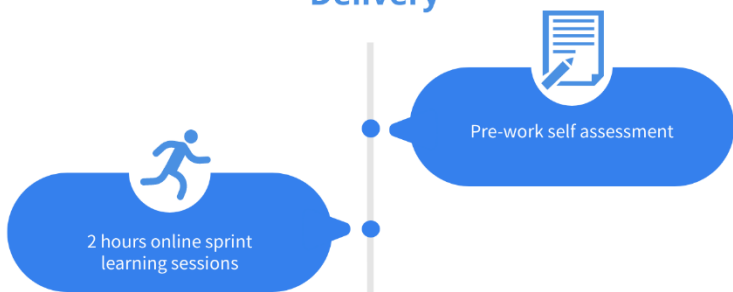 Delivery
Pre-work self assessment
2 hours online sprint
learning sessions